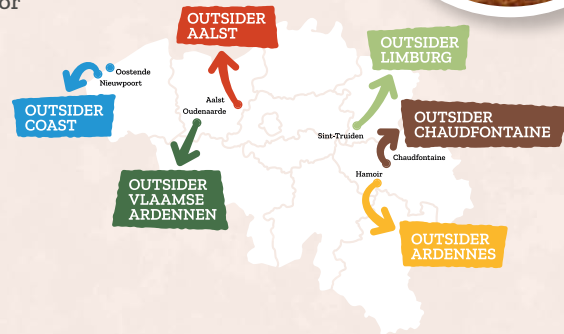 or
OUTSIDER
AALST
OUTSIDER
LIMBURG
Oostende
Nieuwpoort
OUTSIDER
COAST
Aalst
Oudenaarde
OUTSIDER
CHAUDFONTAINE
Sint-Truiden
Chaudfontaine
Hamoir
OUTSIDER
VLAAMSE
ARDENNEN
OUTSIDER
ARDENNES